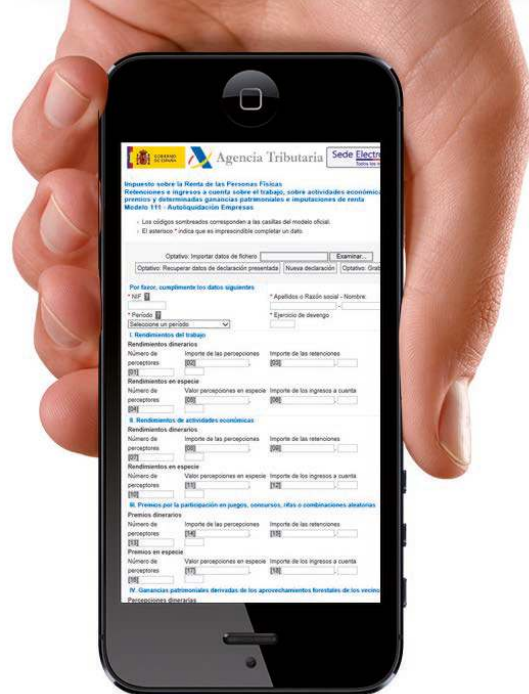 GOBIERNO DE ESPAÑA
Agencia Tributaria
Sede Electró
Impuesto sobre la Renta de las Personas Físicas
Retenciones e ingresos a cuenta sobre el trabajo, sobre actividades económica
premios y determinadas ganancias patrimoniales e imputaciones de renta
Modelo 111 - Autoliquidación Empresas
Los códigos sombreados corresponden a las casillas del modelo oficial.
El asterisco * indica que es imprescindible completar un dato.
Optativo: Importar datos de fichero Examinar...
Optativo: Recuperar datos de declaración presentada Nueva declaración Optativo: Grab
Por favor, cumplimente los datos siguientes
* NIF ? * Apellidos o Razón social - Nombre:
* Período ? * Ejercicio de devengo
Seleccione un período
I. Rendimientos del trabajo
Rendimientos dinerarios
Número de Importe de las percepciones Importe de las retenciones
perceptores [02] [03]
[01]
Rendimientos en especie
Número de Valor percepciones en especie Importe de los ingresos a cuenta
perceptores [05] [06]
[04]
II. Rendimientos de actividades económicas
Rendimientos dinerarios
Número de Importe de las percepciones Importe de las retenciones
perceptores [08] [09]
[07]
Rendimientos en especie
Número de Valor percepciones en especie Importe de los ingresos a cuenta
perceptores [11] [12]
[10]
III. Premios por la participación en juegos, concursos, rifas o combinaciones aleatorias
Premios dinerarios
Número de Importe de las percepciones Importe de las retenciones
perceptores [14] [15]
[13]
Premios en especie
Número de Valor percepciones en especie Importe de los ingresos a cuenta
perceptores [17] [18]
[16]
IV. Ganancias patrimoniales derivadas de los aprovechamientos forestales de los vecinos
Percepciones dinerarias